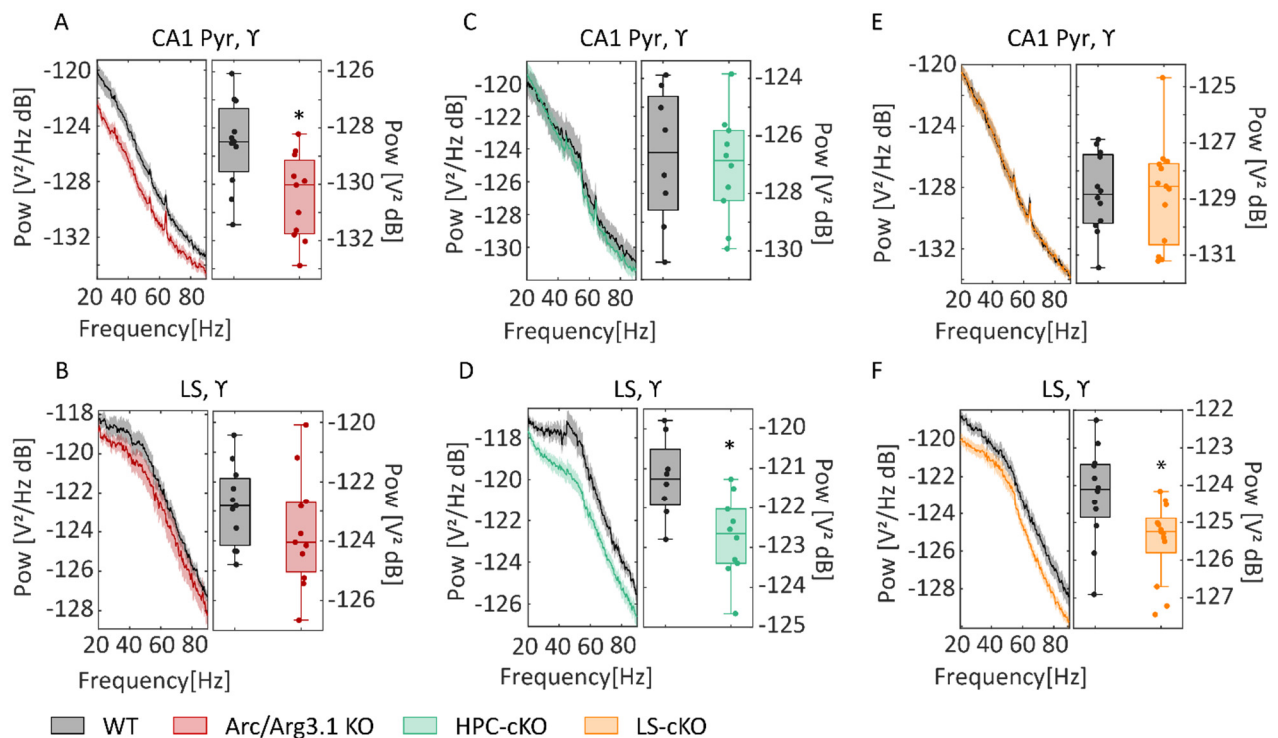 A
CA1 Pyr, ϒ
Pow [V²/Hz dB]
-120
-124
-128
-132
20 40 60 80
Frequency[Hz]
*
-126
-128
-130
-132
Pow [V² dB]
C
CA1 Pyr, ϒ
Pow [V²/Hz dB]
-120
-122
-124
-126
-128
-130
20 40 60 80
Frequency[Hz]
-124
-126
-128
-130
Pow [V² dB]
E
CA1 Pyr, ϒ
Pow [V²/Hz dB]
-120
-124
-128
-132
20 40 60 80
Frequency[Hz]
-125
-127
-129
-131
Pow [V² dB]
B
LS, ϒ
Pow [V²/Hz dB]
-118
-120
-122
-124
-126
-128
20 40 60 80
Frequency[Hz]
-120
-122
-124
-126
Pow [V² dB]
D
LS, ϒ
Pow [V²/Hz dB]
-118
-120
-122
-124
-126
20 40 60 80
Frequency[Hz]
*
-120
-121
-122
-123
-124
-125
Pow [V² dB]
F
LS, ϒ
Pow [V²/Hz dB]
-120
-122
-124
-126
-128
20 40 60 80
Frequency[Hz]
*
-122
-123
-124
-125
-126
-127
Pow [V² dB]
WT Arc/Arg3.1 KO HPC-cKO LS-cKO